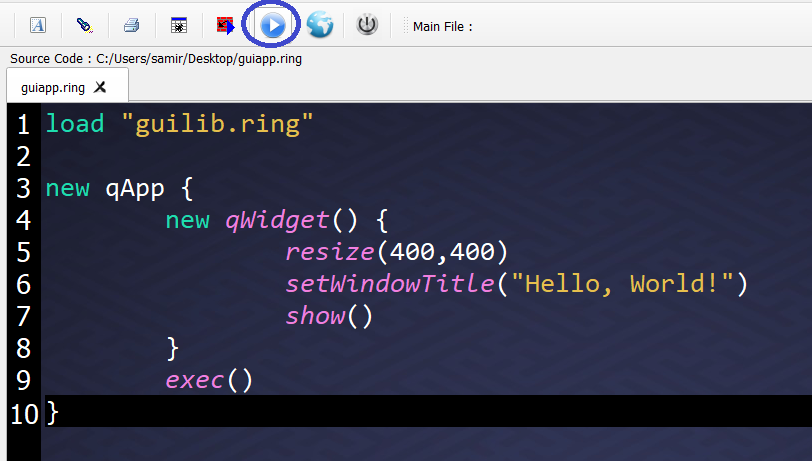 A
Main File :
Source Code : C:/Users/samir/Desktop/guiapp.ring
guiapp.ring X
1 load "guilib.ring"
2
3 new qApp {
4 new qWidget() {
5 resize(400,400)
6 setWindowTitle("Hello, World!")
7 show()
8 }
9 exec()
10 }